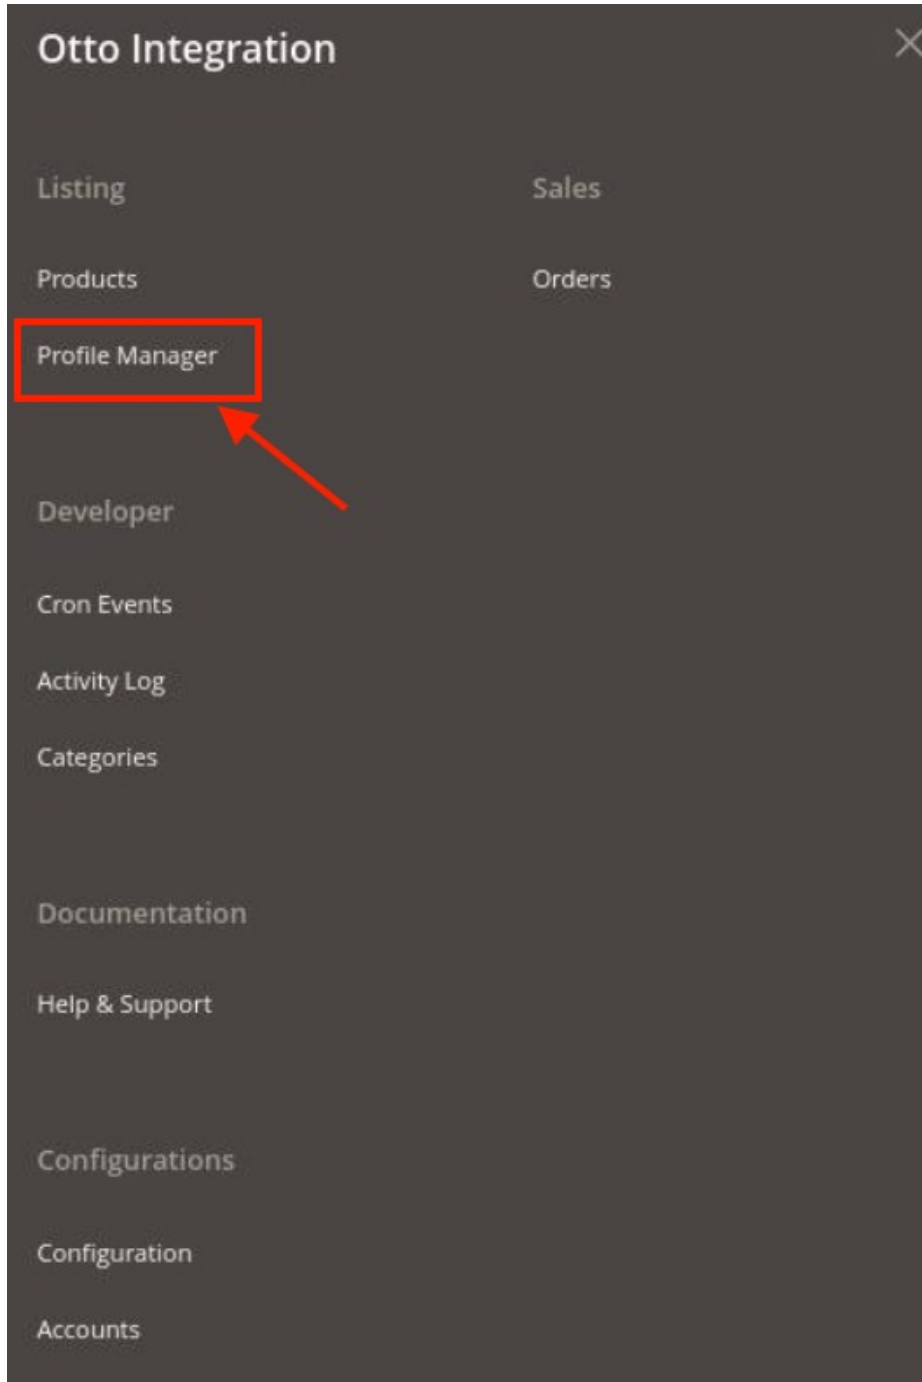 Otto Integration
Listing
Products
Profile Manager
Sales
Orders
Developer
Cron Events
Activity Log
Categories
Documentation
Help & Support
Configurations
Configuration
Accounts